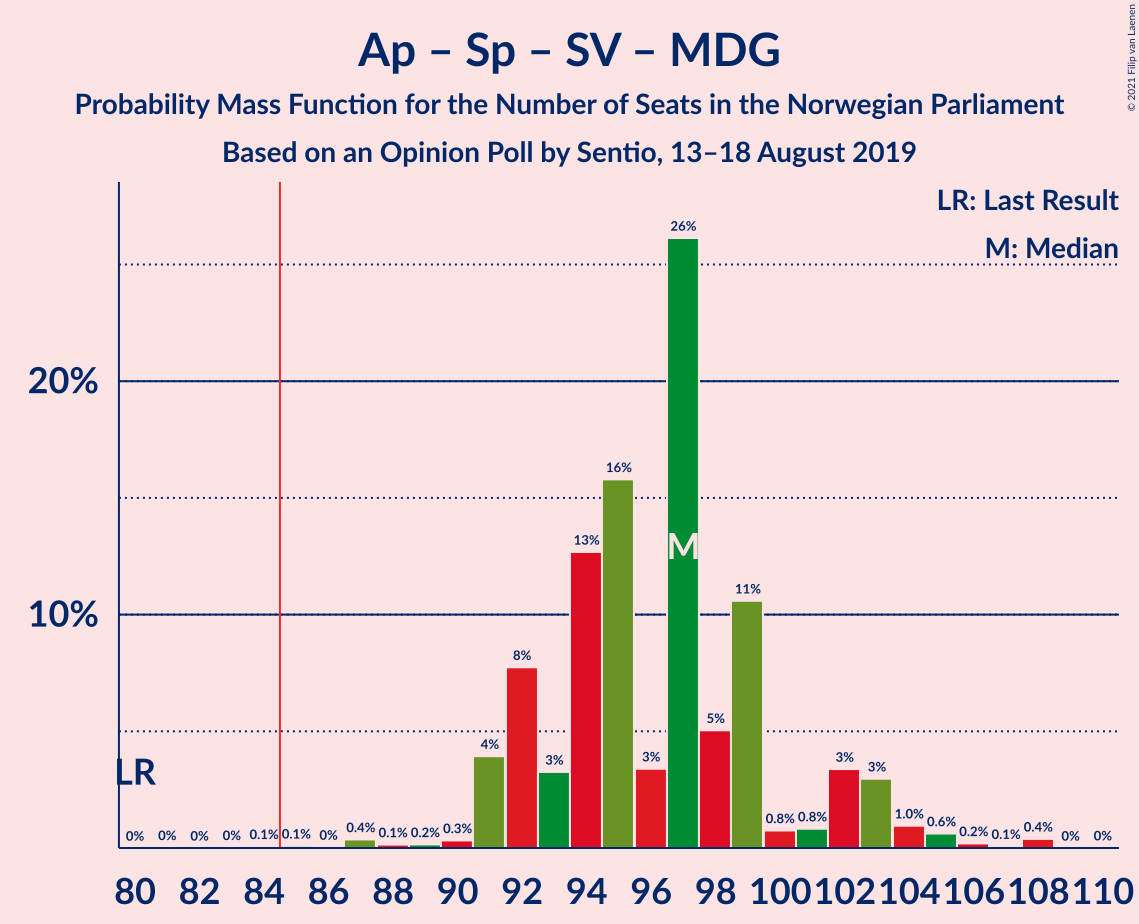 Ap – Sp – SV – MDG
Probability Mass Function for the Number of Seats in the Norwegian Parliament
Based on an Opinion Poll by Sentio, 13–18 August 2019
© 2021 Filip van Laenen
LR: Last Result
M: Median
20%
10%
LR
M
0% 0% 0% 0% 0.1% 0.1% 0% 0.4% 0.1% 0.2% 0.3% 4% 8% 3% 13% 16% 3% 26% 5% 11% 0.8% 0.8% 3% 3% 1.0% 0.6% 0.2% 0.1% 0.4% 0% 0%
80 82 84 86 88 90 92 94 96 98 100 102 104 106 108 110